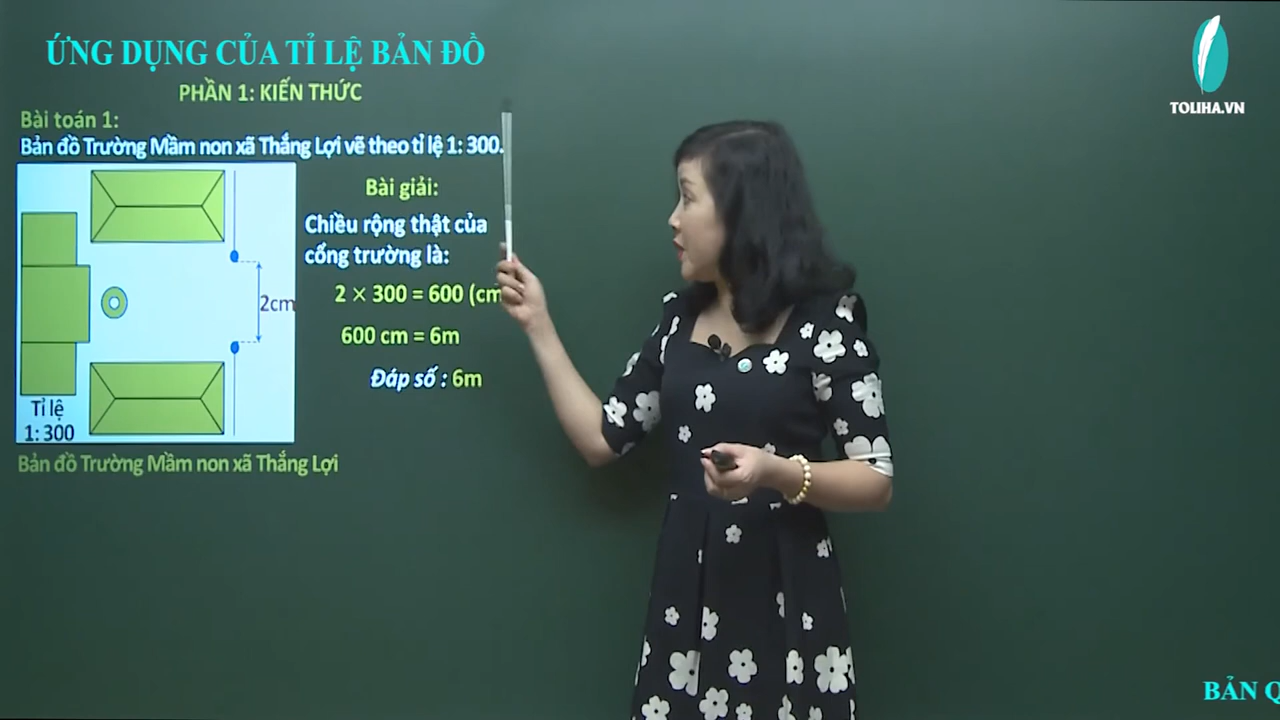 ỨNG DỤNG CỦA TỈ LỆ BẢN ĐỒ
PHẦN 1: KIẾN THỨC
Bài toán 1:
Bản đồ Trường Mầm non xã Thắng Lợi vẽ theo tỉ lệ 1: 300.
Bài giải:
Chiều rộng thật của
cổng trường là:
2 × 300 = 600 (cm
600 cm = 6m
Đáp số : 6m
2cm
Tỉ lệ
1: 300
Bản đồ Trường Mầm non xã Thắng Lợi
TOLIHA.VN
BẢN